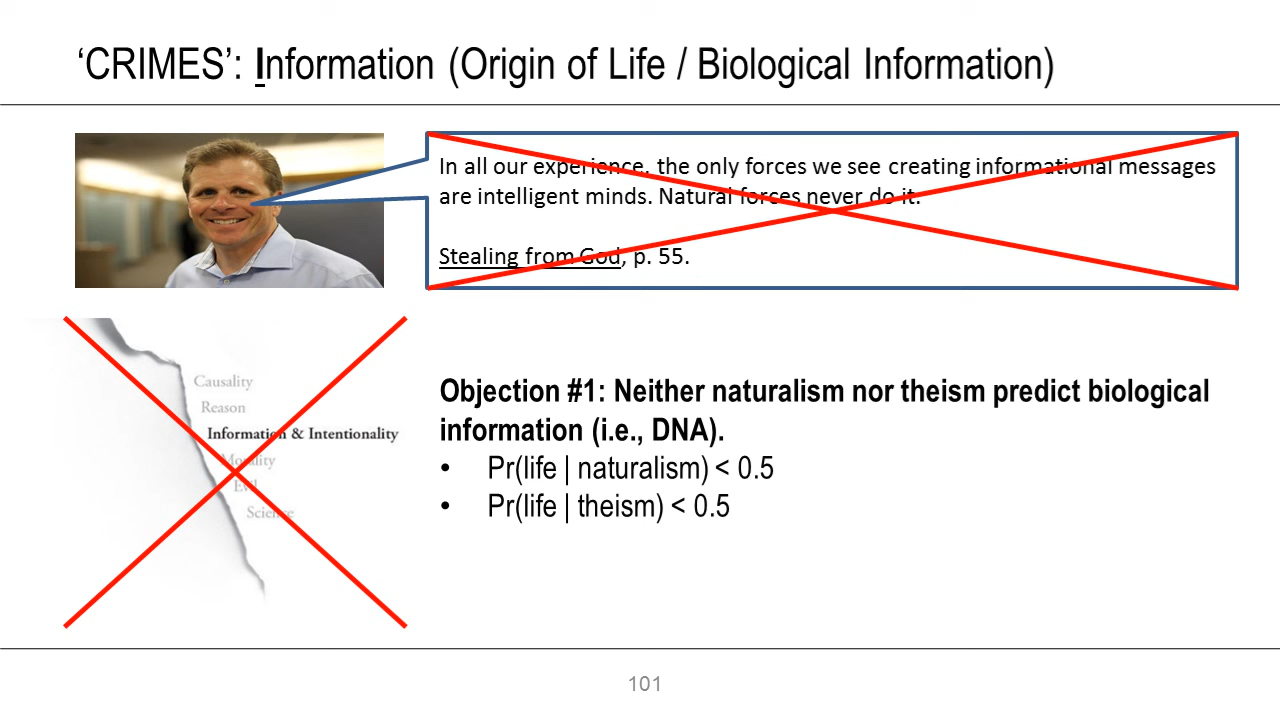 ‘CRIMES’: Information (Origin of Life / Biological Information)
In all our experience, the only forces we see creating informational messages
are intelligent minds. Natural forces never do it.
Stealing from God, p. 55.
Causality
Reason
Information & Intentionality
Morality
Evil
Science
Objection #1: Neither naturalism nor theism predict biological
information (i.e., DNA).
• Pr(life | naturalism) < 0.5
• Pr(life | theism) < 0.5
101